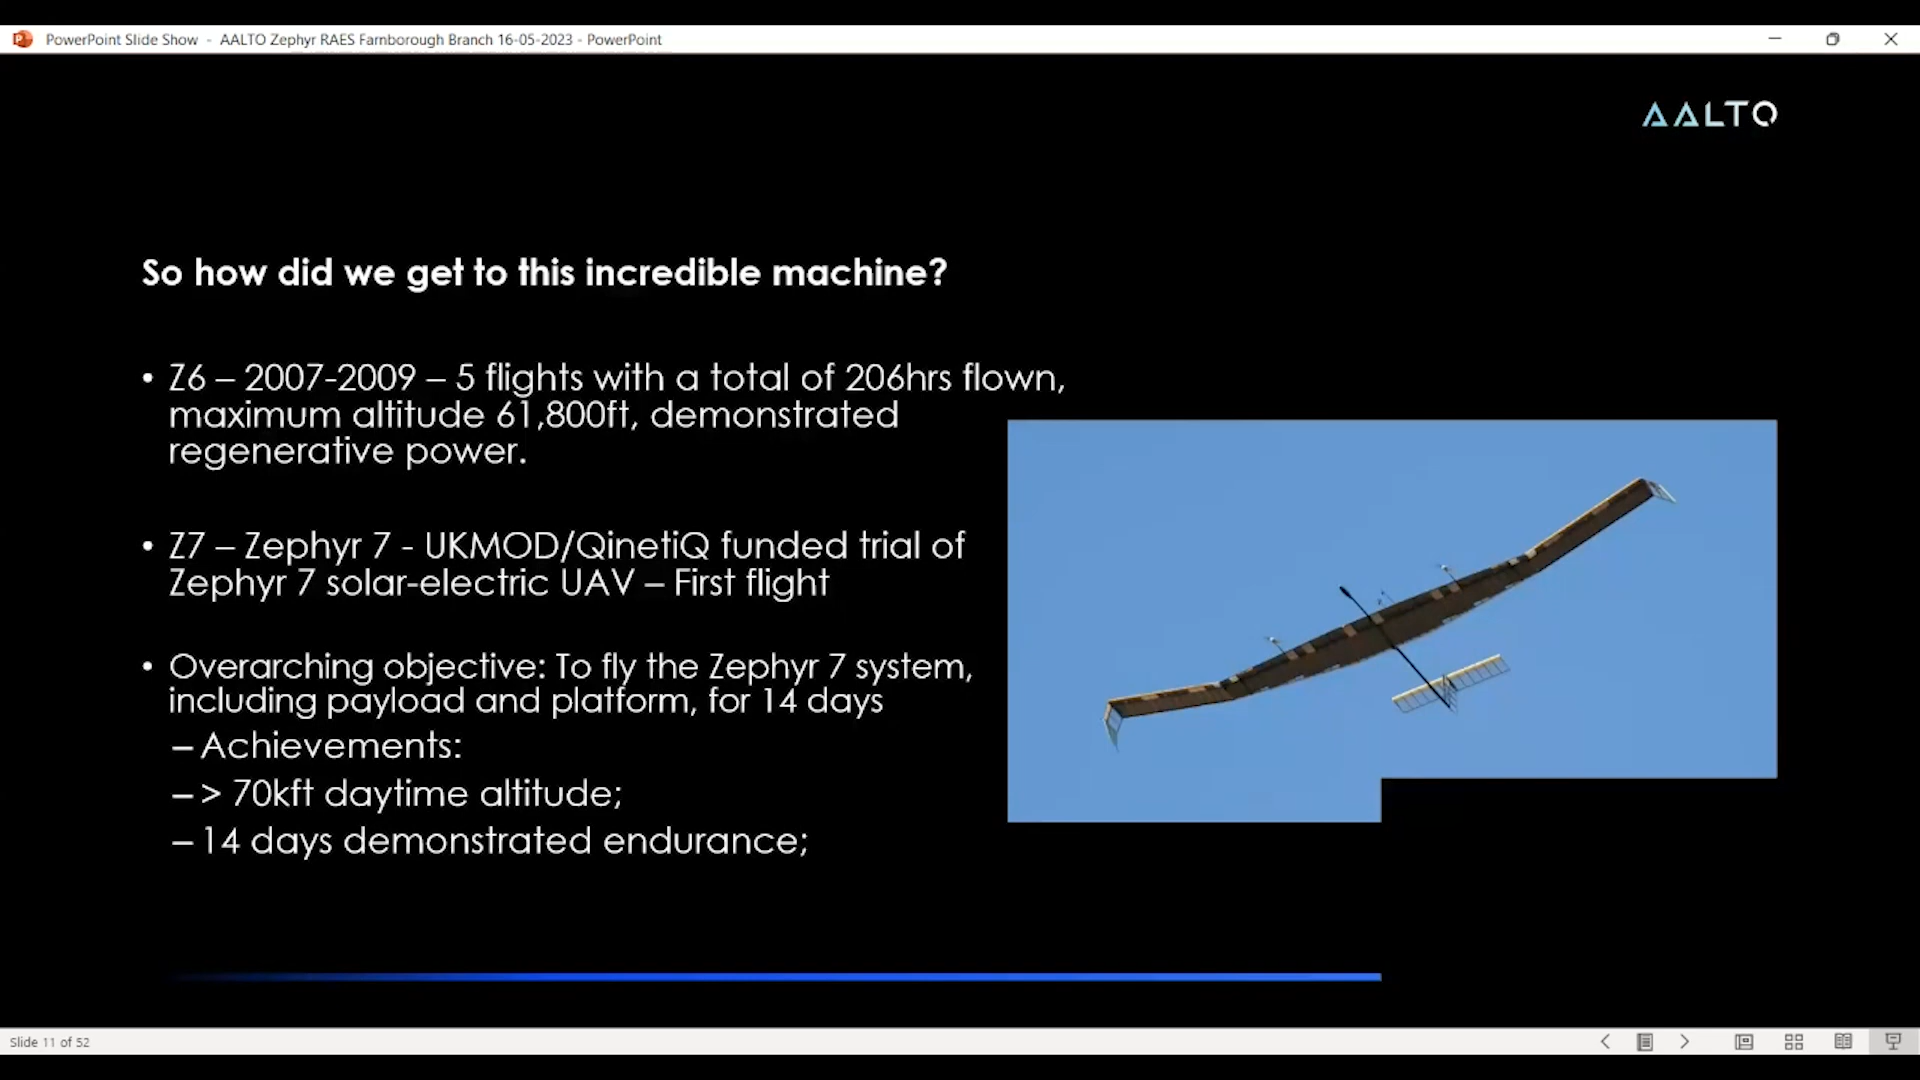 PowerPoint Slide Show - AALTO Zephyr RAES Farnborough Branch 16-05-2023 - PowerPoint
AALTO
So how did we get to this incredible machine?
• Z6 – 2007-2009 – 5 flights with a total of 206hrs flown,
maximum altitude 61,800ft, demonstrated
regenerative power.
• Z7 – Zephyr 7 - UKMOD/QinetiQ funded trial of
Zephyr 7 solar-electric UAV – First flight
• Overarching objective: To fly the Zephyr 7 system,
including payload and platform, for 14 days
– Achievements:
– > 70kft daytime altitude;
– 14 days demonstrated endurance;
Slide 11 of 52